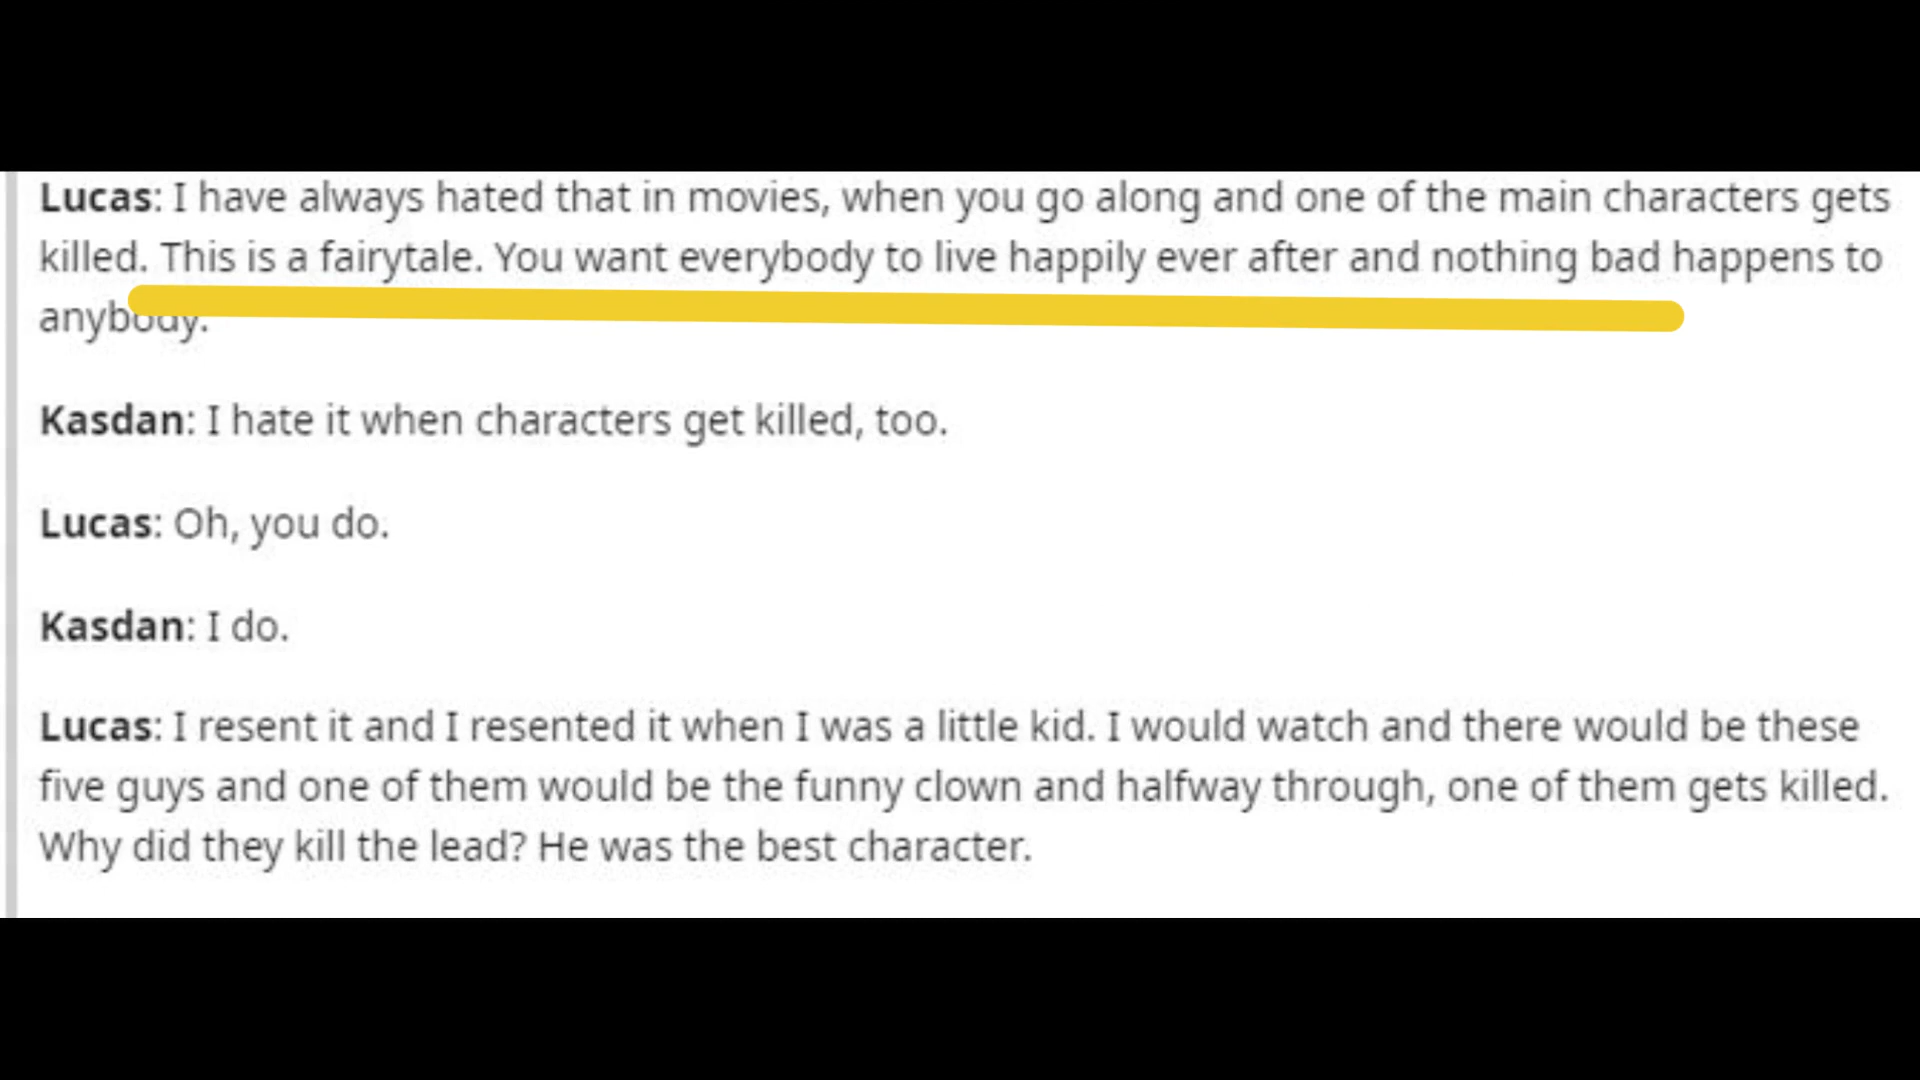 Lucas: I have always hated that in movies, when you go along and one of the main characters gets
killed. This is a fairytale. You want everybody to live happily ever after and nothing bad happens to
anybody.
Kasdan: I hate it when characters get killed, too.
Lucas: Oh, you do.
Kasdan: I do.
Lucas: I resent it and I resented it when I was a little kid. I would watch and there would be these
five guys and one of them would be the funny clown and halfway through, one of them gets killed.
Why did they kill the lead? He was the best character.